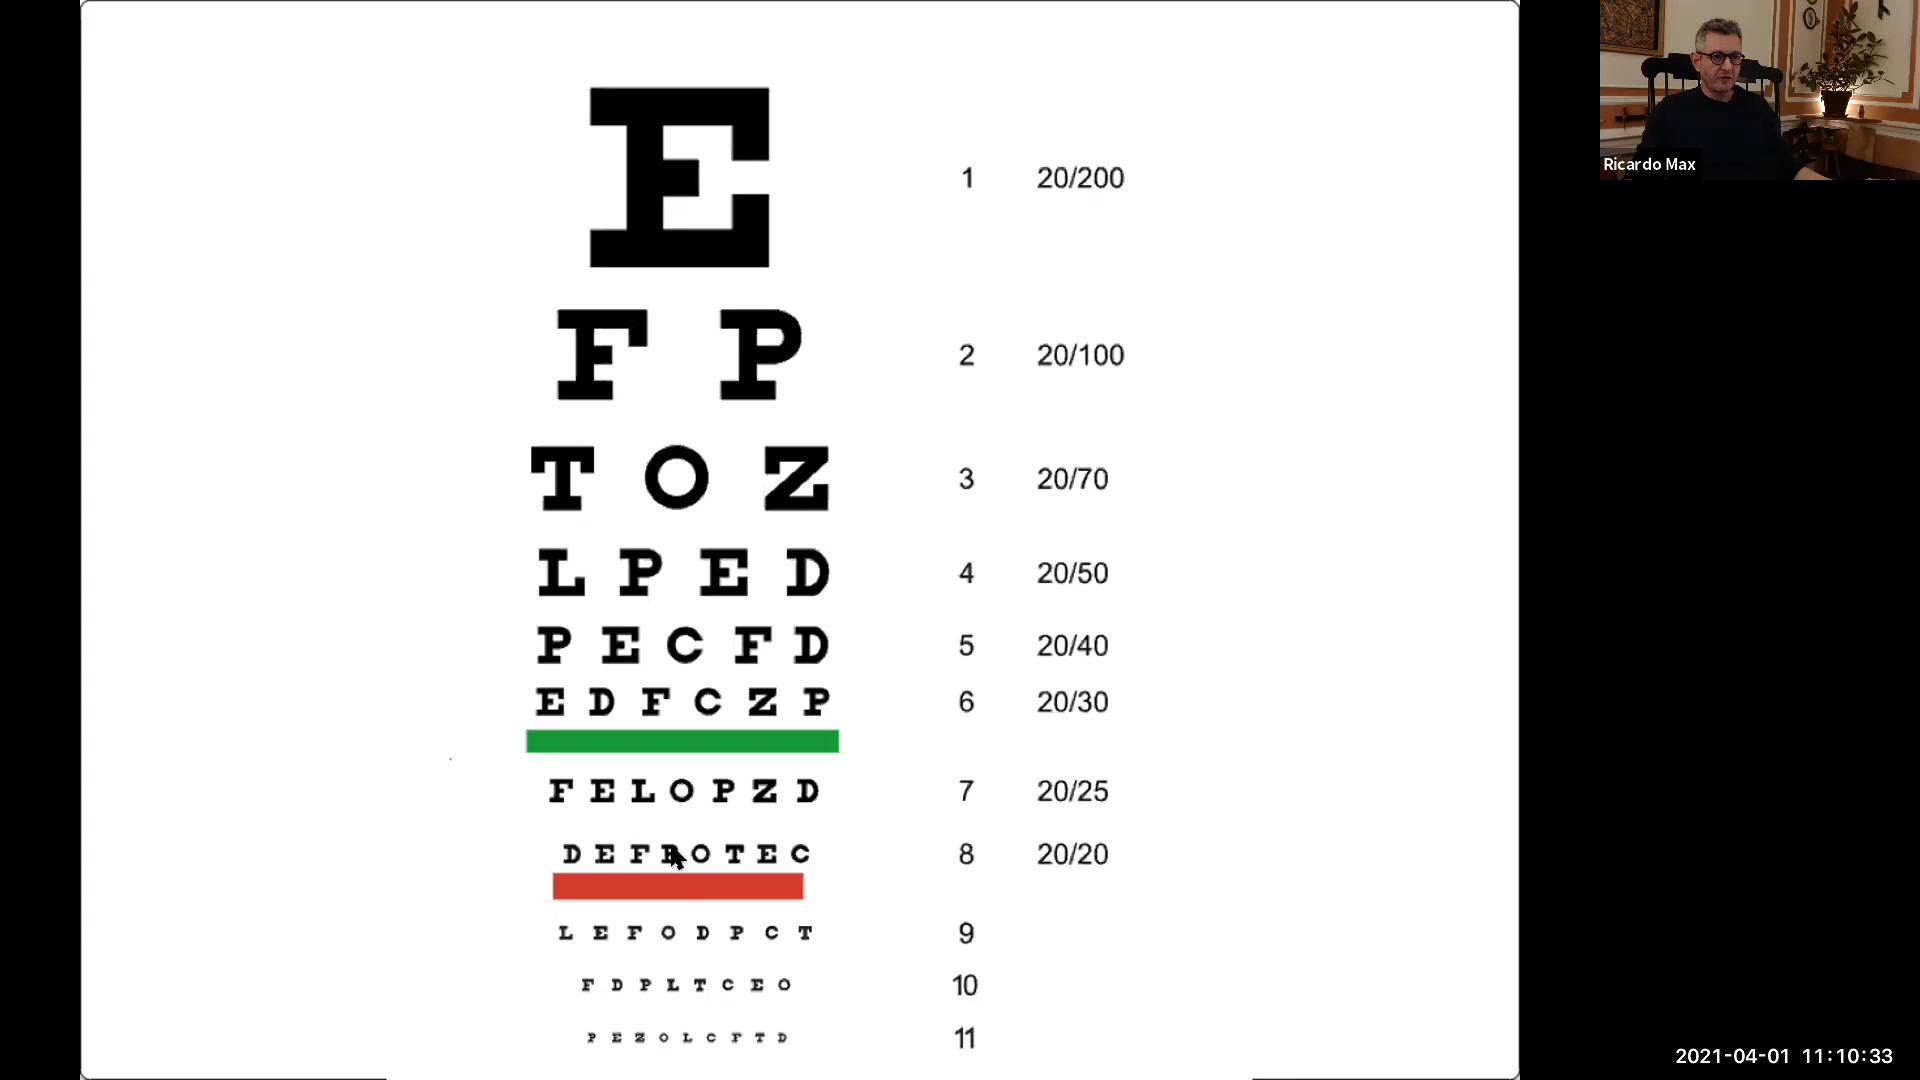 E 1 20/200
F P 2 20/100
T O Z 3 20/70
L P E D 4 20/50
P E C F D 5 20/40
E D F C Z P 6 20/30
F E L O P Z D 7 20/25
D E F O T E C 8 20/20
L E F O D P C T 9
F D P L T C E O 10
P E Z O L C F T D 11
Ricardo Max
2021-04-01 11:10:33